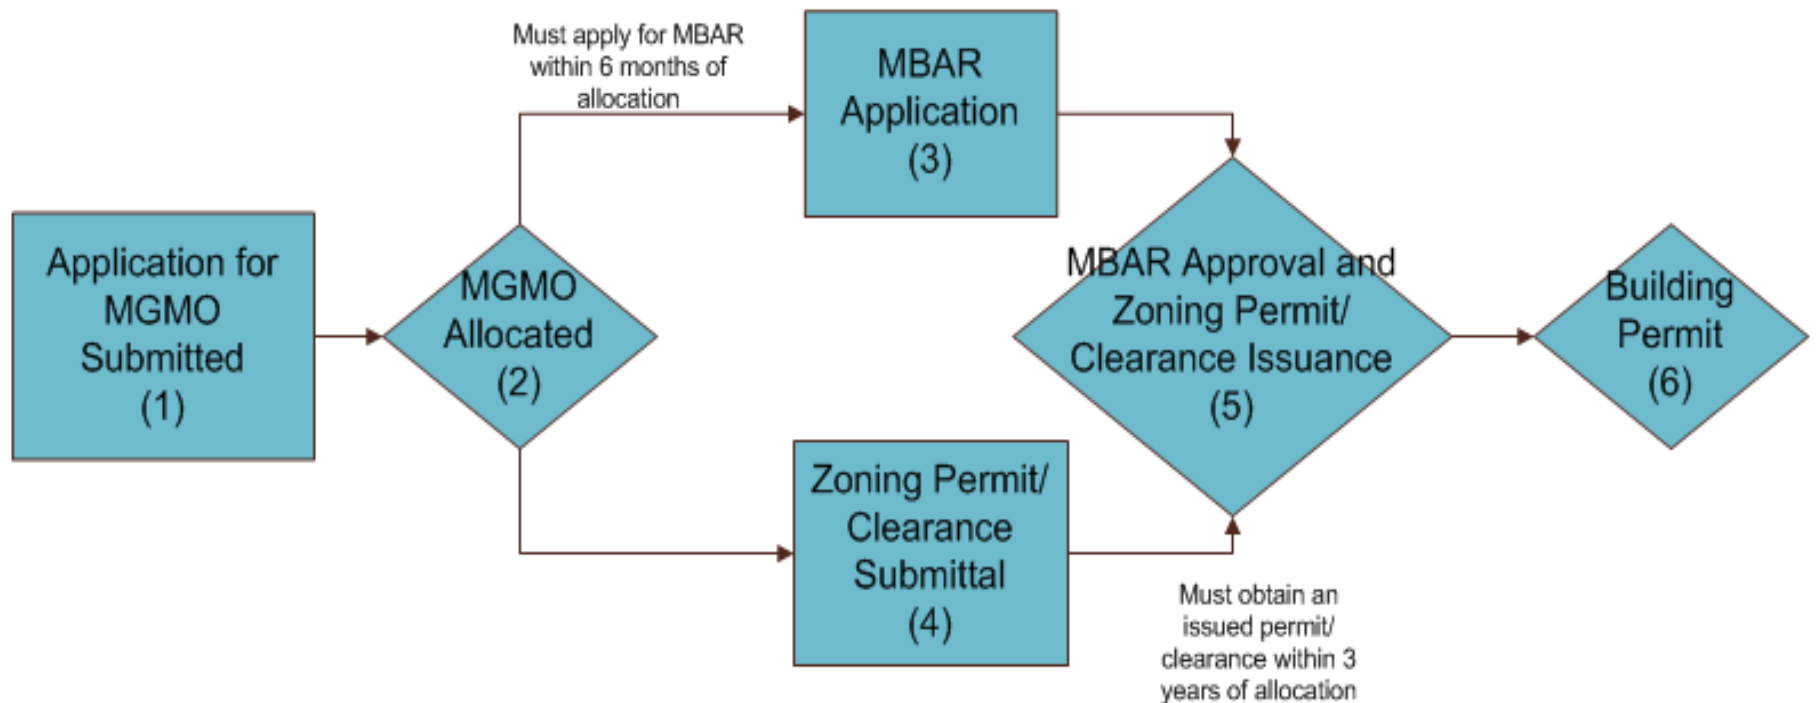 Must apply for MBAR
within 6 months of
allocation
MBAR
Application
(3)
Application for
MGMO
Submitted
(1)
MGMO
Allocated
(2)
MBAR Approval and
Zoning Permit/
Clearance Issuance
(5)
Building
Permit
(6)
Zoning Permit/
Clearance
Submittal
(4)
Must obtain an
issued permit/
clearance within 3
years of allocation